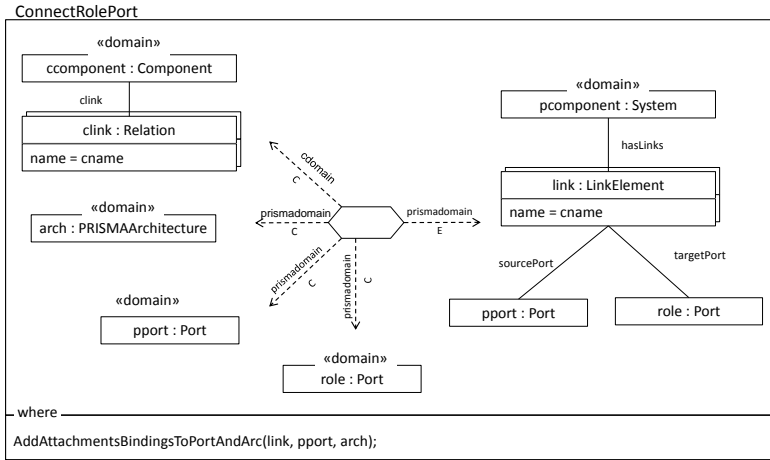 ConnectRolePort
«domain»
ccomponent : Component
clink
clink : Relation
name = cname
«domain»
pcomponent : System
hasLinks
link : LinkElement
name = cname
cdomain
C
«domain»
arch : PRISMAArchitecture
prismadomain
C
prismadomain
E
sourcePort
targetPort
prismadomain
C
prismadomain
C
«domain»
pport : Port
pport : Port
role : Port
«domain»
role : Port
where
AddAttachmentsBindingsToPortAndArc(link, pport, arch);